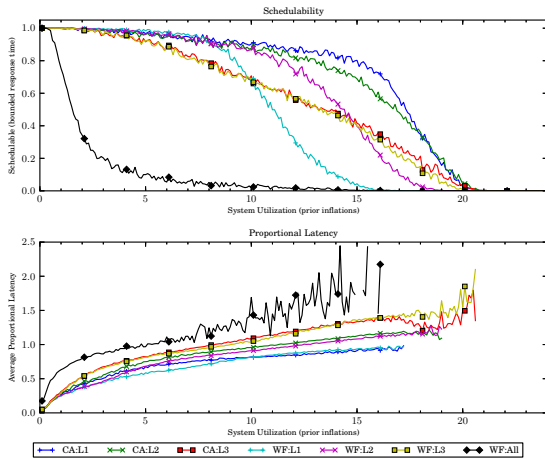 Schedulability
Schedulable (bounded response time)
1.0
0.8
0.6
0.4
0.2
0.0
0 5 10 15 20
System Utilization (prior inflations)
Proportional Latency
Average Proportional Latency
2.5
2.0
1.5
1.0
0.5
0.0
0 5 10 15 20
System Utilization (prior inflations)
CA:L1 CA:L2 CA:L3 WF:L1 WF:L2 WF:L3 WF:All